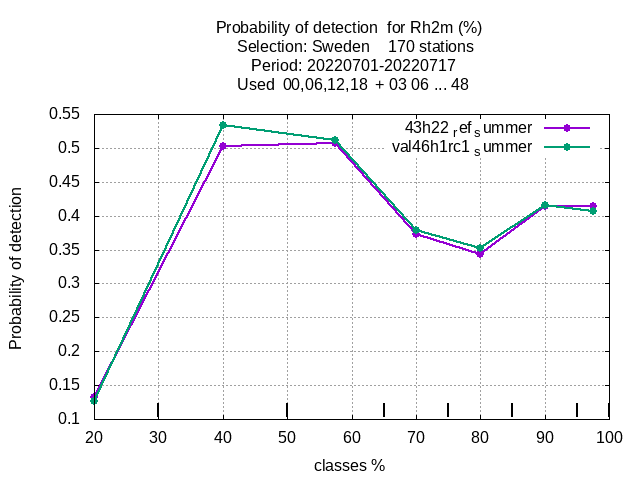 Probability of detection  for Rh2m (%)
Selection: Sweden    170 stations
Period: 20220701-20220717
Used  00,06,12,18  + 03 06 ... 48
0.55
43h22_ref_summer
0.5
val46h1rc1_summer
0.45
0.4
0.35
0.3
0.25
0.2
0.15
0.1
Probability of detection
20 30 40 50 60 70 80 90 100
classes %